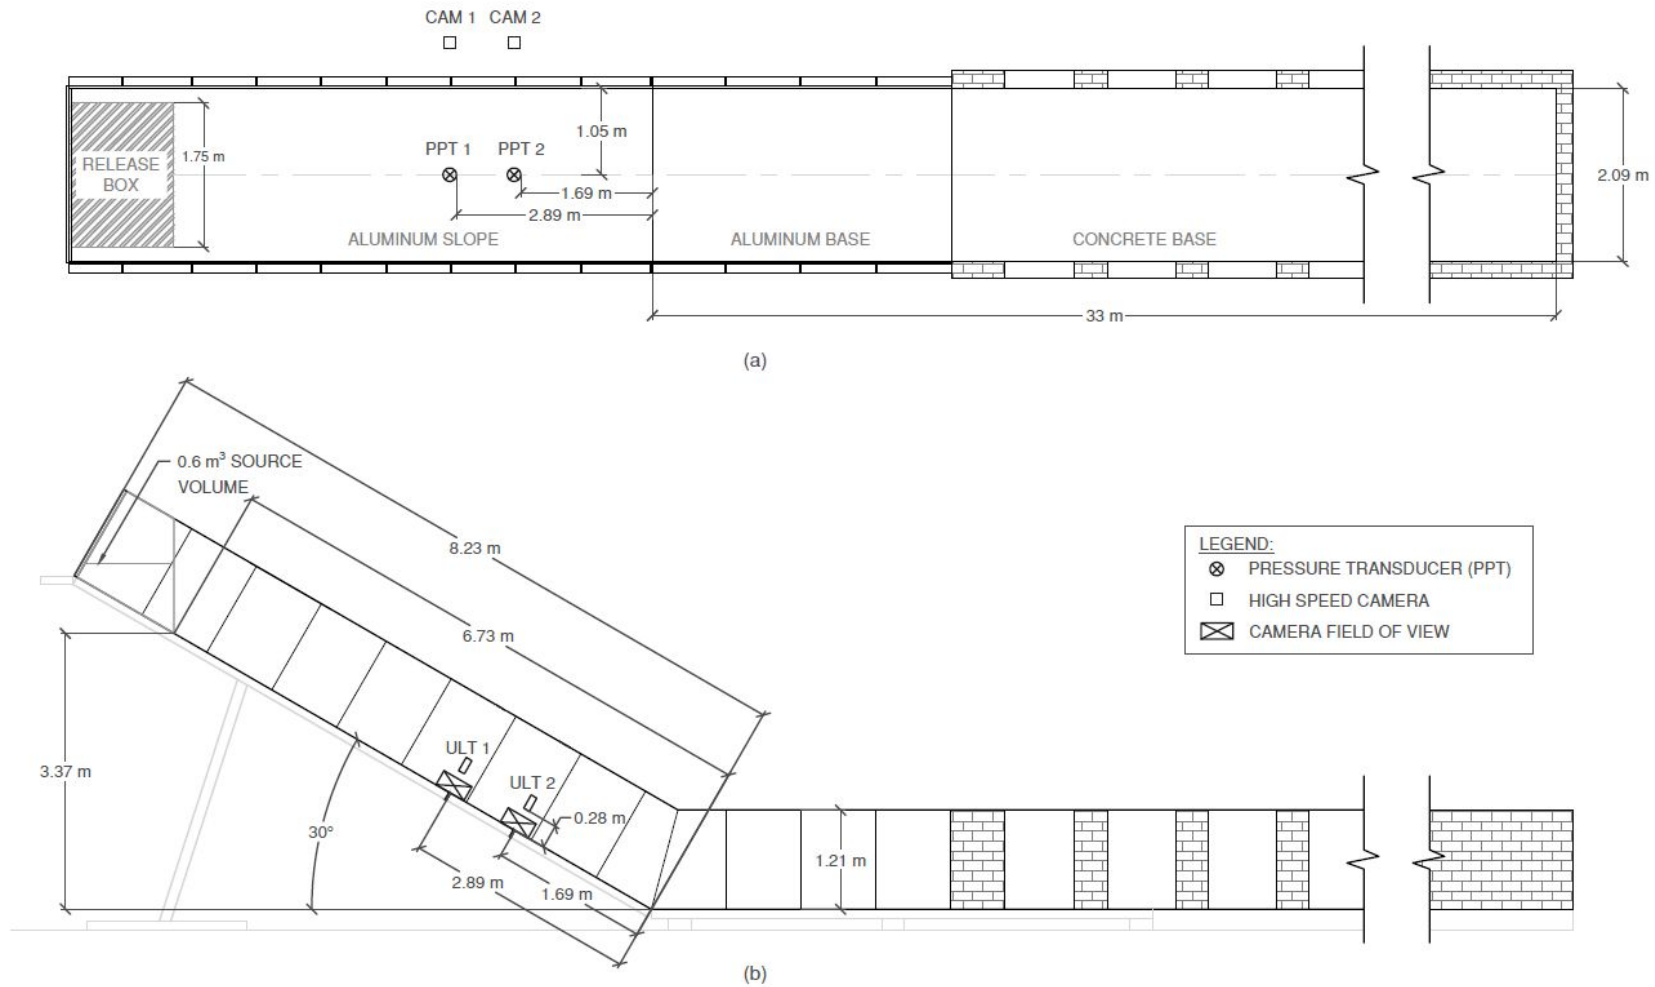 CAM 1 CAM 2
1.05 m
PPT 1 PPT 2
1.75 m
RELEASE
BOX
1.69 m
2.89 m
2.09 m
ALUMINUM SLOPE ALUMINUM BASE CONCRETE BASE
33 m
(a)
0.6 m³ SOURCE
VOLUME
8.23 m
6.73 m
LEGEND:
PRESSURE TRANSDUCER (PPT)
HIGH SPEED CAMERA
CAMERA FIELD OF VIEW
ULT 1
ULT 2
3.37 m
0.28 m
30°
1.21 m
2.89 m
1.69 m
(b)